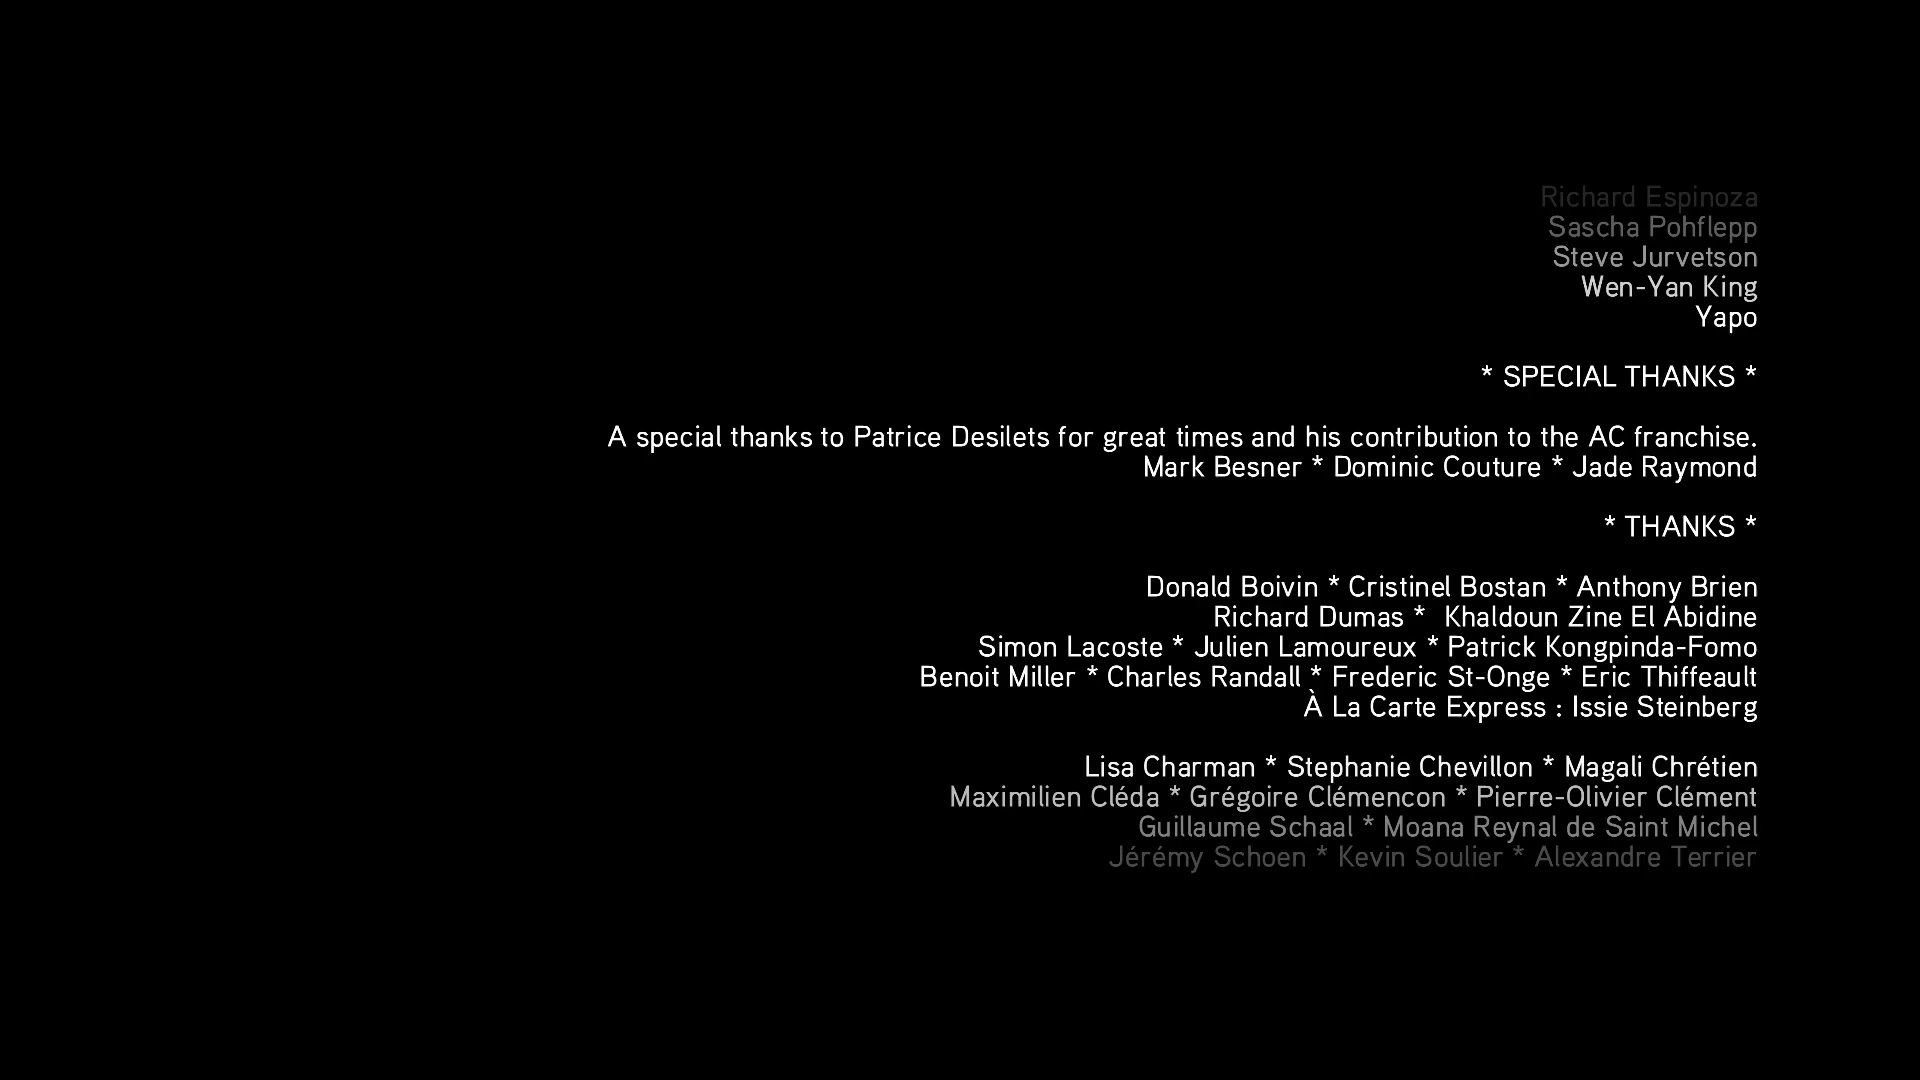 Richard Espinoza
Sascha Pohflepp
Steve Jurvetson
Wen-Yan King
Yapo
* SPECIAL THANKS *
A special thanks to Patrice Desilets for great times and his contribution to the AC franchise.
Mark Besner * Dominic Couture * Jade Raymond
* THANKS *
Donald Boivin * Cristinel Bostan * Anthony Brien
Richard Dumas *  Khaldoun Zine El Abidine
Simon Lacoste * Julien Lamoureux * Patrick Kongpinda-Fomo
Benoit Miller * Charles Randall * Frederic St-Onge * Eric Thiffeault
À La Carte Express : Issie Steinberg
Lisa Charman * Stephanie Chevillon * Magali Chrétien
Maximilien Cléda * Grégoire Clémencon * Pierre-Olivier Clément
Guillaume Schaal * Moana Reynal de Saint Michel
Jérémy Schoen * Kevin Soulier * Alexandre Terrier